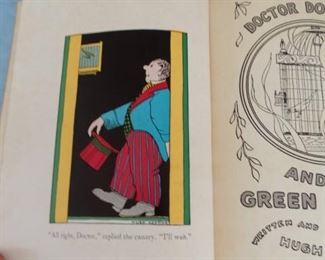 "All right, Doctor," replied the canary. "I'll wait."
DOCTOR DO
AND
GREEN
WRITTEN AND
HUGH